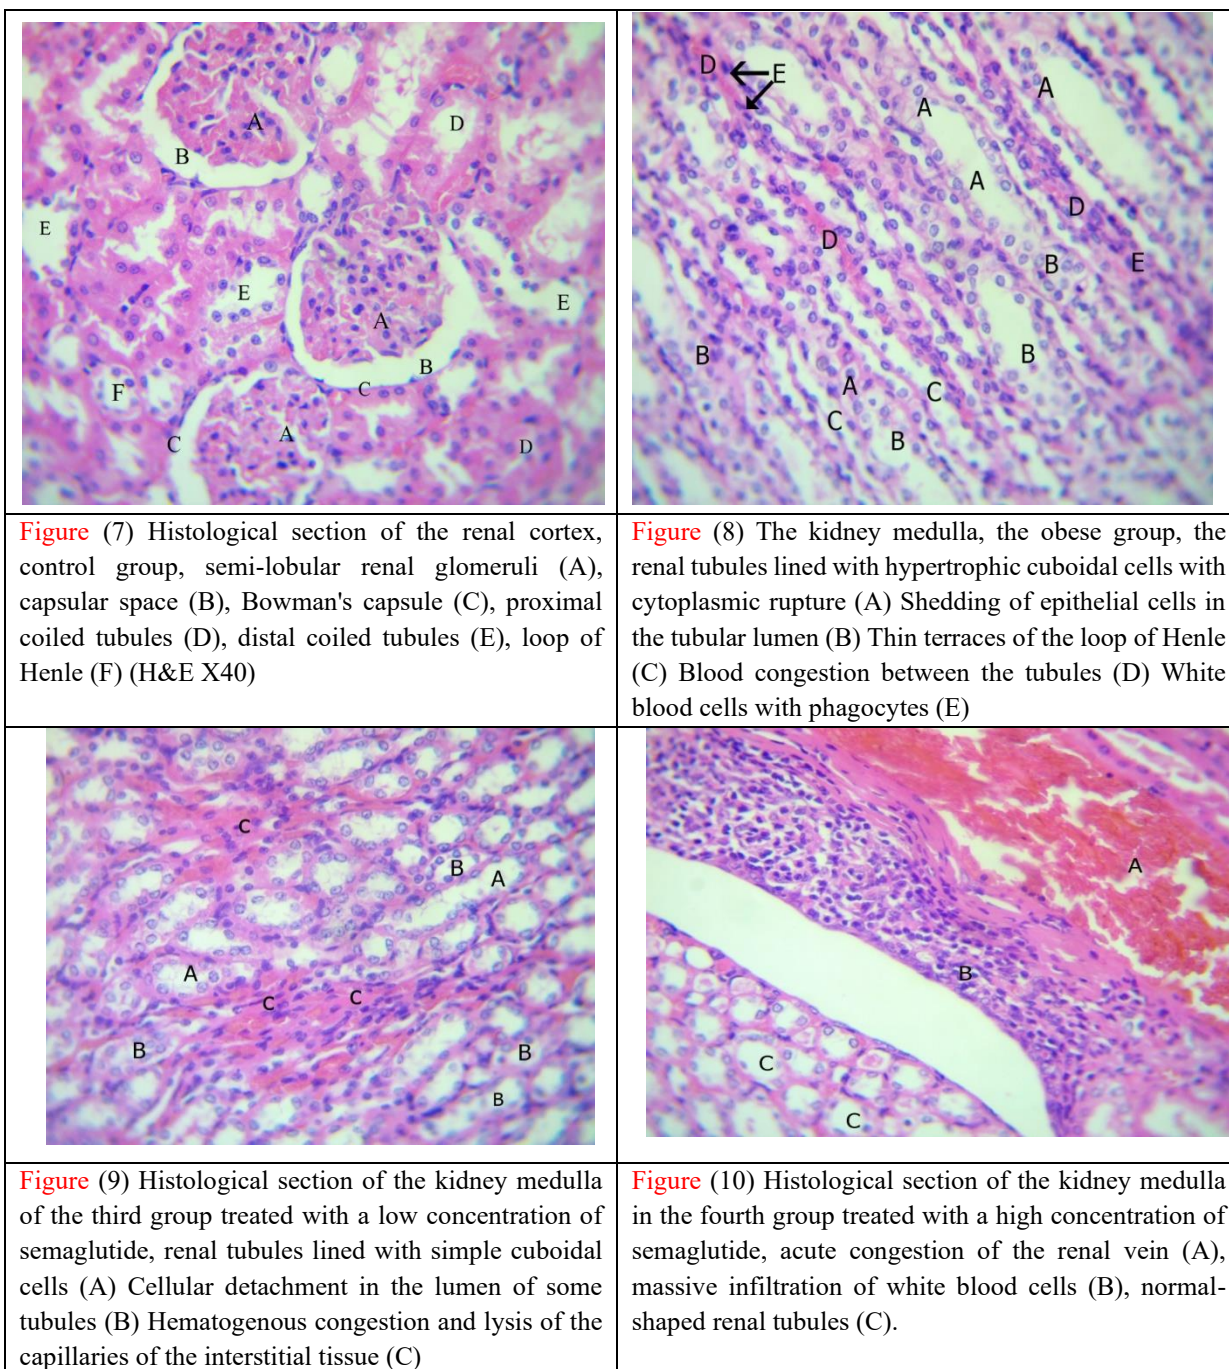 A
B
D
E
E
E
A
B
C
F
A
C
D
D
E
A
A
A
D
D
E
B
B
B
A
C
C
B
Figure (7) Histological section of the renal cortex,
control group, semi-lobular renal glomeruli (A),
capsular space (B), Bowman's capsule (C), proximal
coiled tubules (D), distal coiled tubules (E), loop of
Henle (F) (H&E X40)
Figure (8) The kidney medulla, the obese group, the
renal tubules lined with hypertrophic cuboidal cells with
cytoplasmic rupture (A) Shedding of epithelial cells in
the tubular lumen (B) Thin terraces of the loop of Henle
(C) Blood congestion between the tubules (D) White
blood cells with phagocytes (E)
C
B
A
A
C
C
B
B
B
A
B
C
C
Figure (9) Histological section of the kidney medulla
of the third group treated with a low concentration of
semaglutide, renal tubules lined with simple cuboidal
cells (A) Cellular detachment in the lumen of some
tubules (B) Hematogenous congestion and lysis of the
capillaries of the interstitial tissue (C)
Figure (10) Histological section of the kidney medulla
in the fourth group treated with a high concentration of
semaglutide, acute congestion of the renal vein (A),
massive infiltration of white blood cells (B), normal-
shaped renal tubules (C).